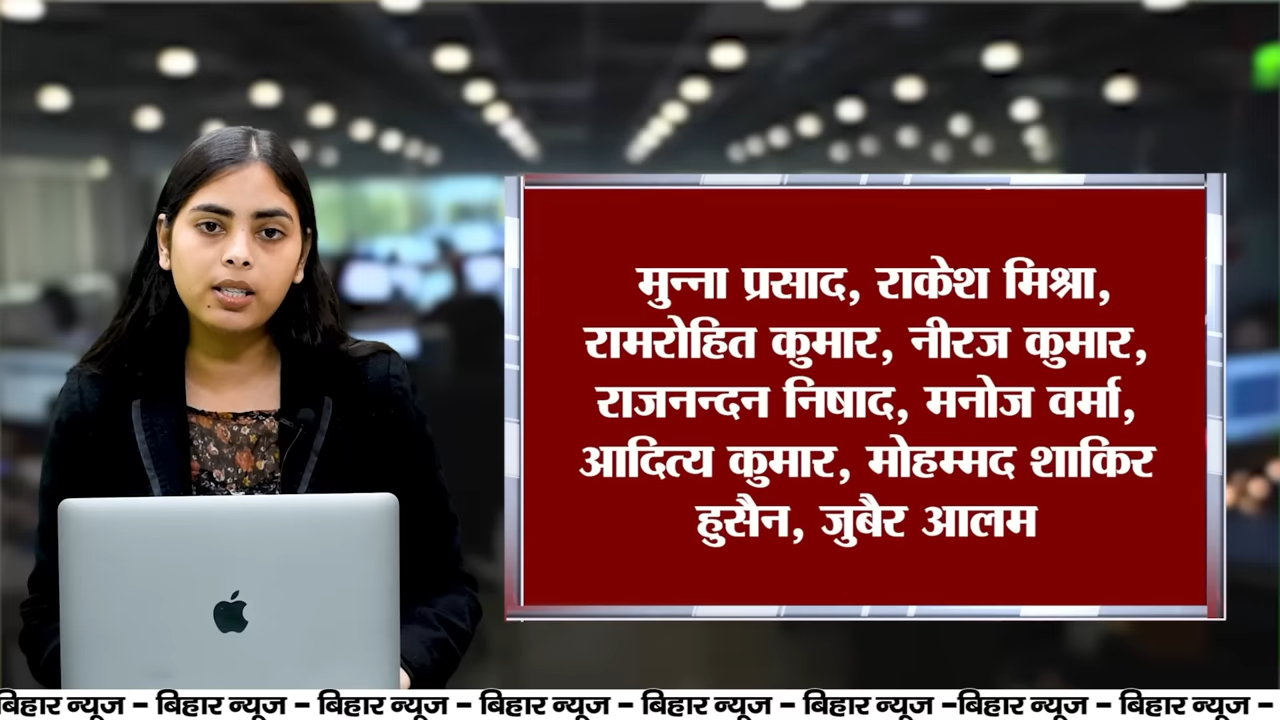 मुन्ना प्रसाद, राकेश मिश्रा,
रामरोहित कुमार, नीरज कुमार,
राजनन्दन निषाद, मनोज वर्मा,
आदित्य कुमार, मोहम्मद शाकिर
हुसैन, जुबैर आलम
बिहार न्यूज - बिहार न्यूज - बिहार न्यूज - बिहार न्यूज - बिहार न्यूज - बिहार न्यूज -बिहार न्यूज - बिहार न्यूज -